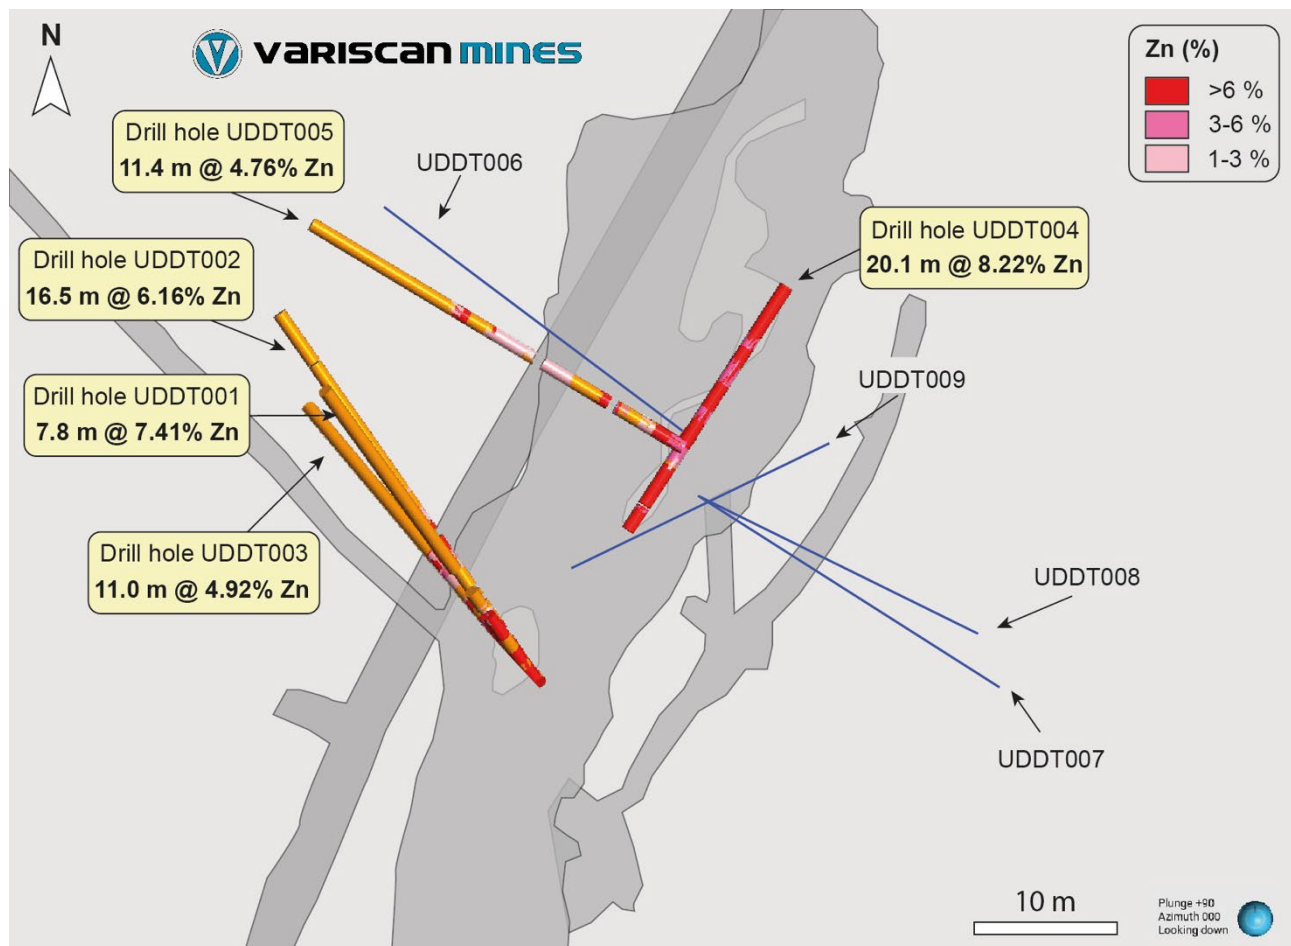 N
VARISCAN MINES
Zn (%)
>6 %
3-6 %
1-3 %
Drill hole UDDT005
11.4 m @ 4.76% Zn
UDDT006
Drill hole UDDT004
20.1 m @ 8.22% Zn
Drill hole UDDT002
16.5 m @ 6.16% Zn
UDDT009
Drill hole UDDT001
7.8 m @ 7.41% Zn
Drill hole UDDT003
11.0 m @ 4.92% Zn
UDDT008
UDDT007
10 m
Plunge +90
Azimuth 000
Looking down